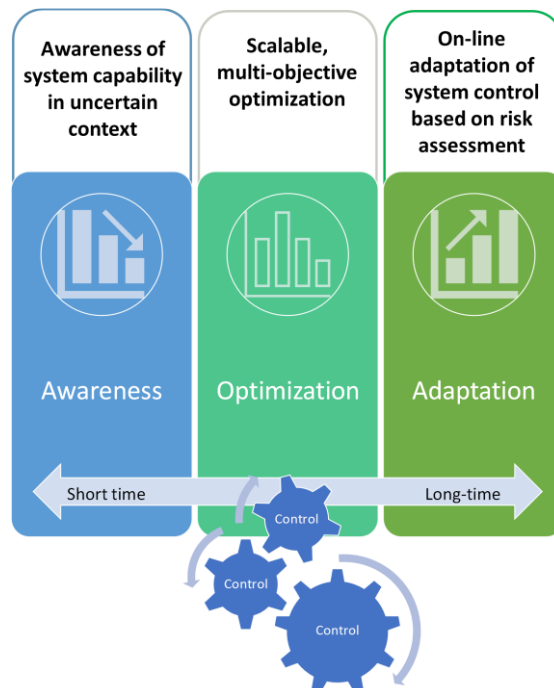 Awareness of
system capability
in uncertain
context
Scalable,
multi-objective
optimization
On-line
adaptation of
system control
based on risk
assessment
Awareness
Optimization
Adaptation
Short time
Long-time
Control
Control
Control